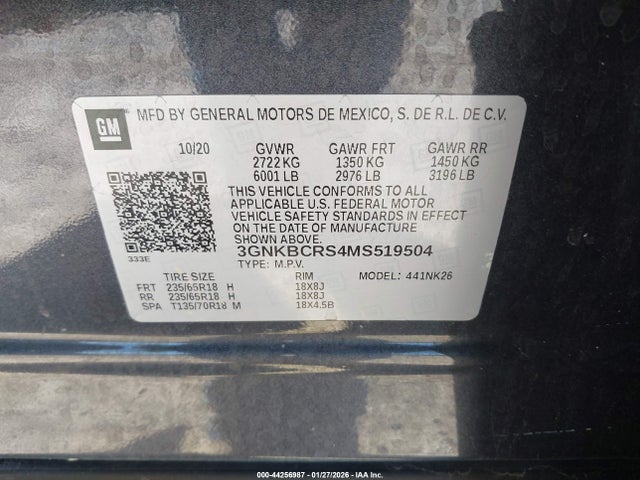 GM
MFD BY GENERAL MOTORS DE MEXICO, S. DE R.L. DE C.V.
10/20 GVWR GAWR FRT GAWR RR
2722 KG 1350 KG 1450 KG
6001 LB 2976 LB 3196 LB
THIS VEHICLE CONFORMS TO ALL
APPLICABLE U.S. FEDERAL MOTOR
VEHICLE SAFETY STANDARDS IN EFFECT
ON THE DATE OF MANUFACTURE
SHOWN ABOVE.
333E
3GNKBCRS4MS519504
TYPE: M.P.V.
TIRE SIZE RIM MODEL: 441NK26
FRT 235/65R18 H 18X8J
RR 235/65R18 H 18X8J
SPA T135/70R18 M 18X4.5B
000-44256987 - 01/27/2026 - IAA Inc.